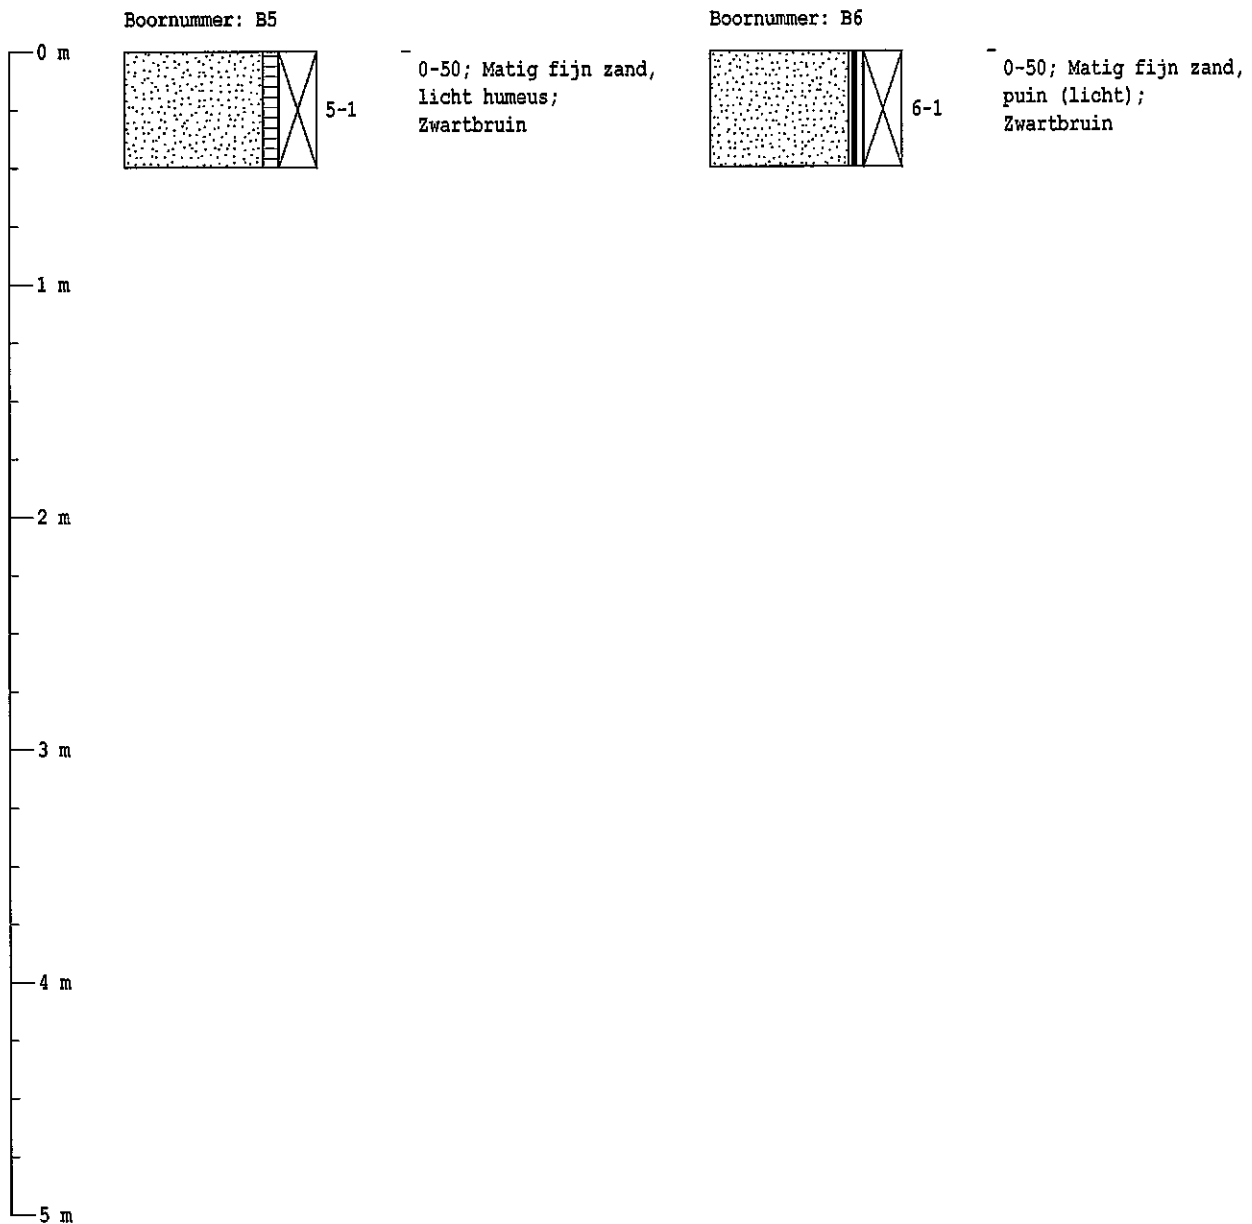 Boornummer: B5
0 m
5-1
0-50; Matig fijn zand,
licht humeus;
Zwartbruin
Boornummer: B6
6-1
0-50; Matig fijn zand,
puin (licht);
Zwartbruin
1 m
2 m
3 m
4 m
5 m